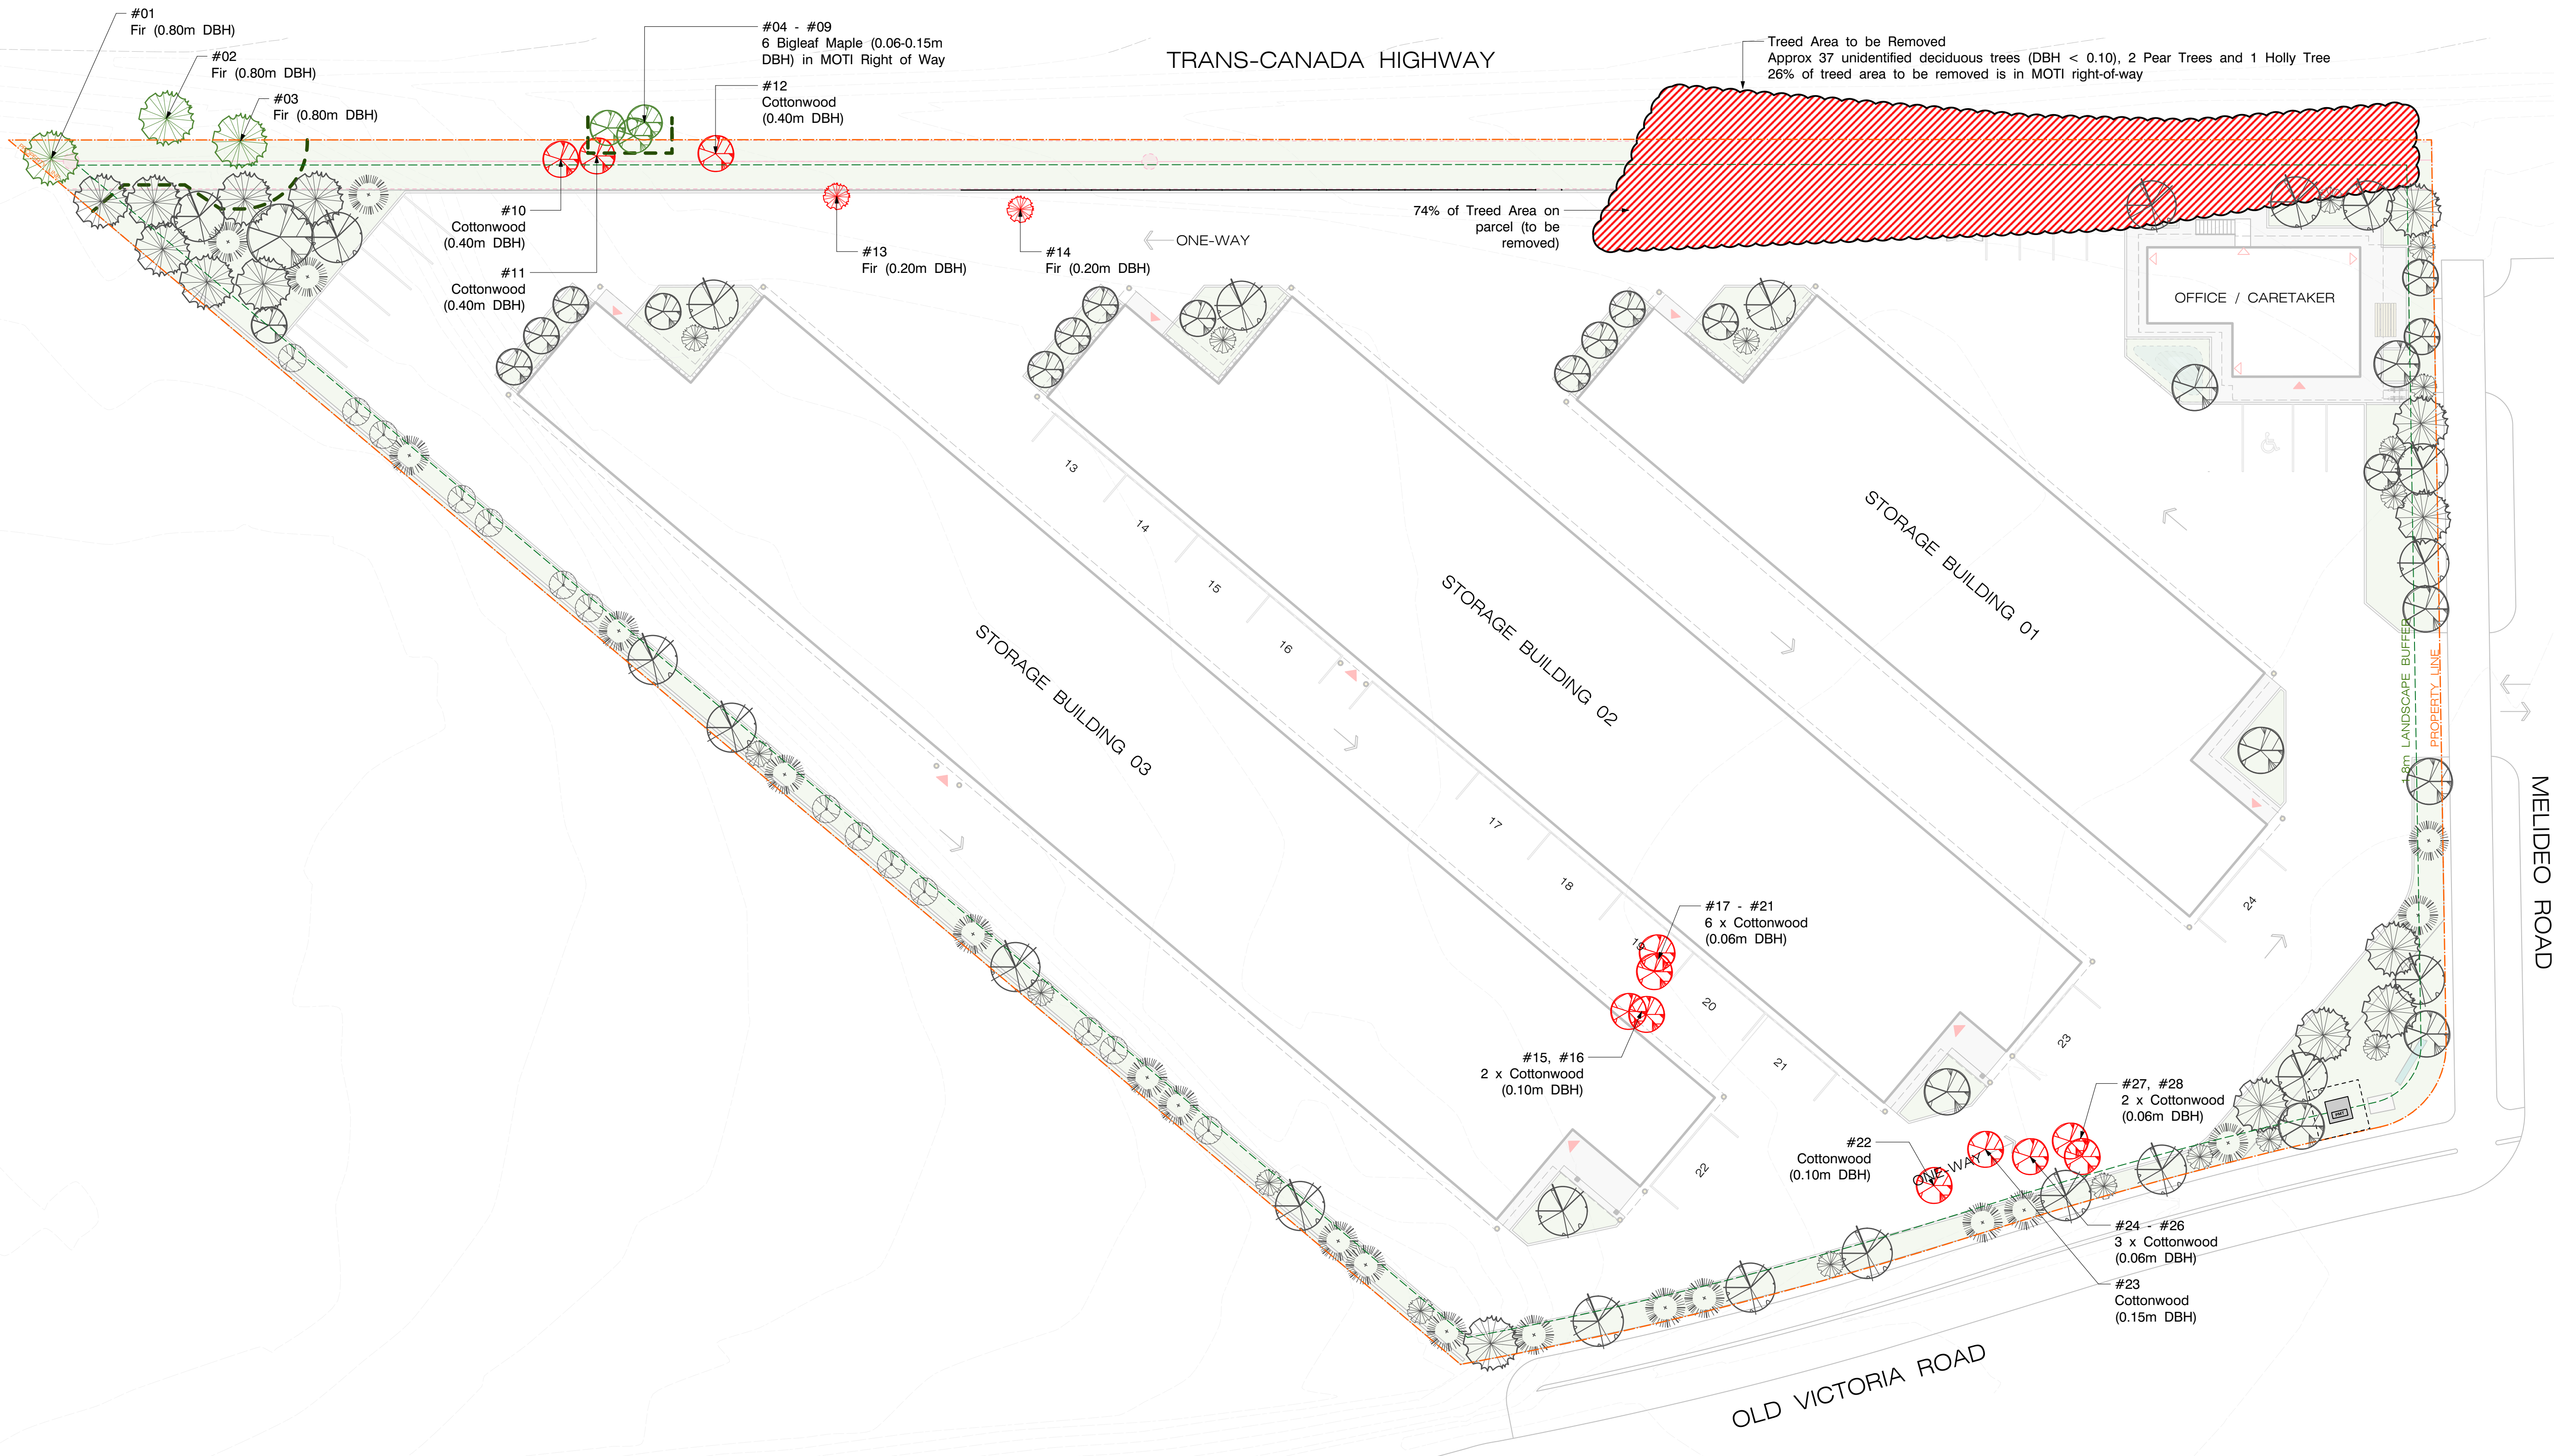 #01
Fir (0.80m DBH)
#02
Fir (0.80m DBH)
#03
Fir (0.80m DBH)
#04 - #09
6 Bigleaf Maple (0.06-0.15m
DBH) in MOTI Right of Way
#12
Cottonwood
(0.40m DBH)
TRANS-CANADA HIGHWAY
Treed Area to be Removed
Approx 37 unidentified deciduous trees (DBH < 0.10), 2 Pear Trees and 1 Holly Tree
26% of treed area to be removed is in MOTI right-of-way
#10
Cottonwood
(0.40m DBH)
#11
Cottonwood
(0.40m DBH)
#13
Fir (0.20m DBH)
#14
Fir (0.20m DBH)
ONE-WAY
74% of Treed Area on
parcel (to be
removed)
OFFICE / CARETAKER
13
14
15
16
17
18
19
20
21
22
23
24
STORAGE BUILDING 01
STORAGE BUILDING 02
STORAGE BUILDING 03
1.8m LANDSCAPE BUFFER
PROPERTY LINE
MELIDEO ROAD
#17 - #21
6 x Cottonwood
(0.06m DBH)
#15, #16
2 x Cottonwood
(0.10m DBH)
#22
Cottonwood
(0.10m DBH)
ONE-WAY
#27, #28
2 x Cottonwood
(0.06m DBH)
#24 - #26
3 x Cottonwood
(0.06m DBH)
#23
Cottonwood
(0.15m DBH)
PMT
OLD VICTORIA ROAD